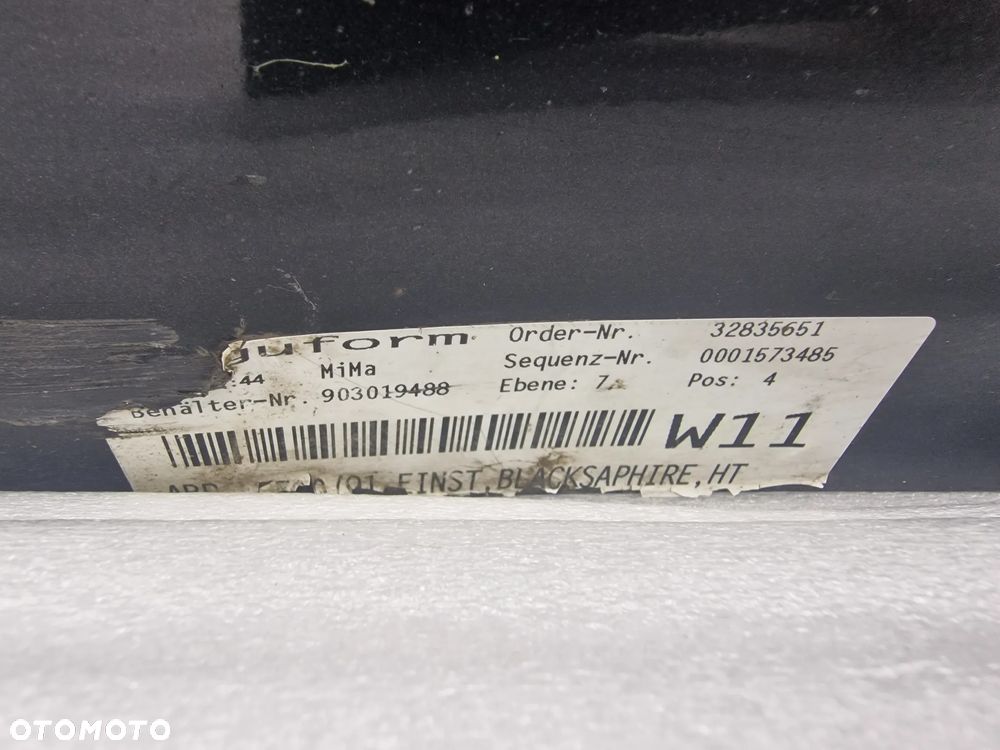 guform Order-Nr. 32835651
:44 MiMa Sequenz-Nr. 0001573485
Behälter-Nr. 903019488 Ebene: 7 Pos: 4
W11
EINST,BLACKSAPHIRE,HT
OTOMOTO